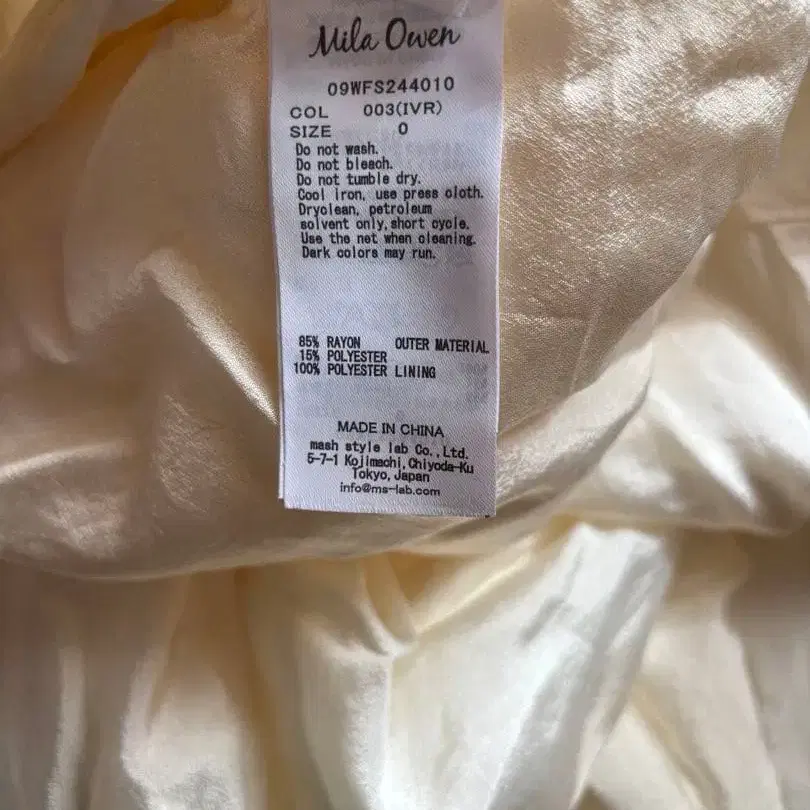 Mila Owen
09WFS244010
COL 003(IVR)
SIZE 0
Do not wash.
Do not bleach.
Do not tumble dry.
Cool iron, use press cloth.
Dryclean, petroleum
solvent only,short cycle.
Use the net when cleaning.
Dark colors may run.
85% RAYON OUTER MATERIAL
15% POLYESTER
100% POLYESTER LINING
MADE IN CHINA
mash style lab Co.,Ltd.
5-7-1 Kojimachi,Chiyoda-Ku
Tokyo,Japan
info@ms-lab.com